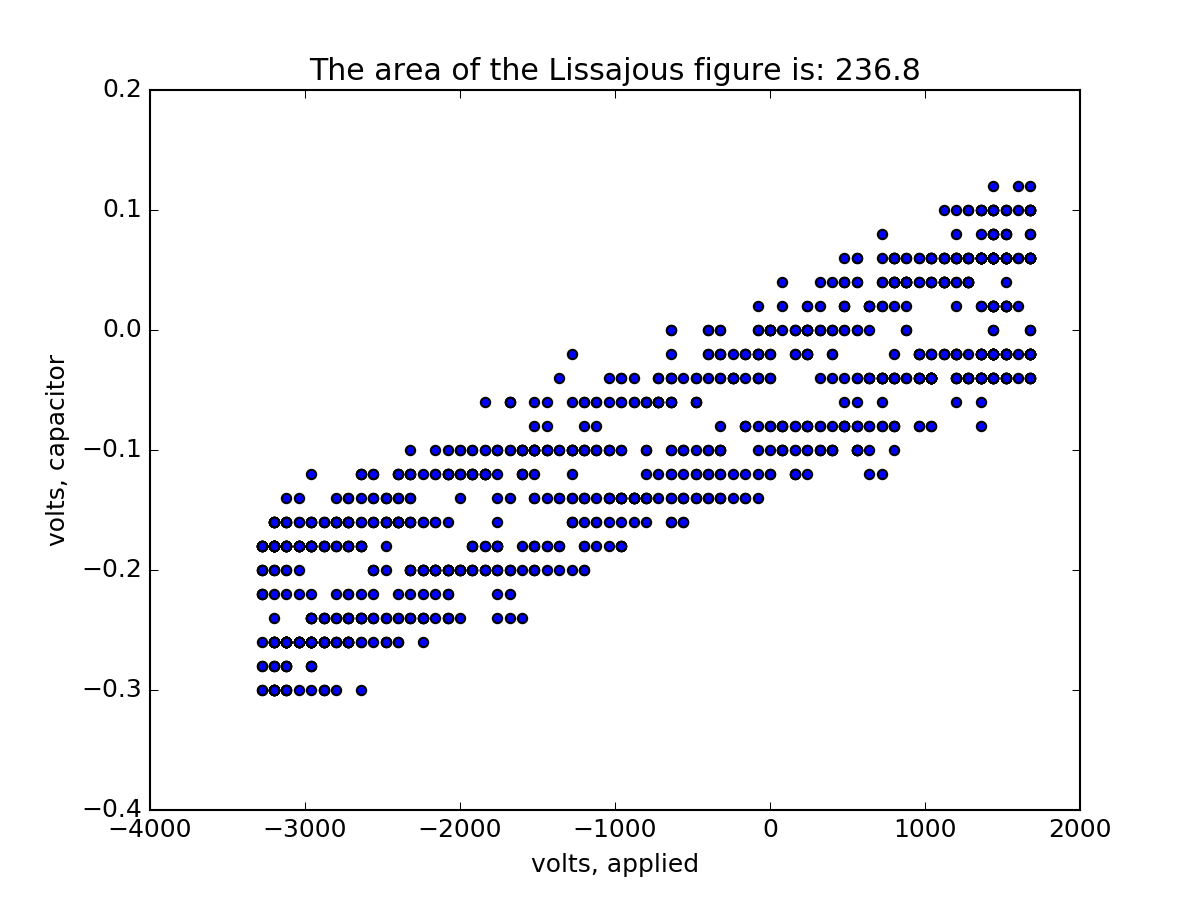 The area of the Lissajous figure is: 236.8
0.2
0.1
0.0
−0.1
−0.2
−0.3
−0.4
volts, capacitor
−4000 −3000 −2000 −1000 0 1000 2000
volts, applied